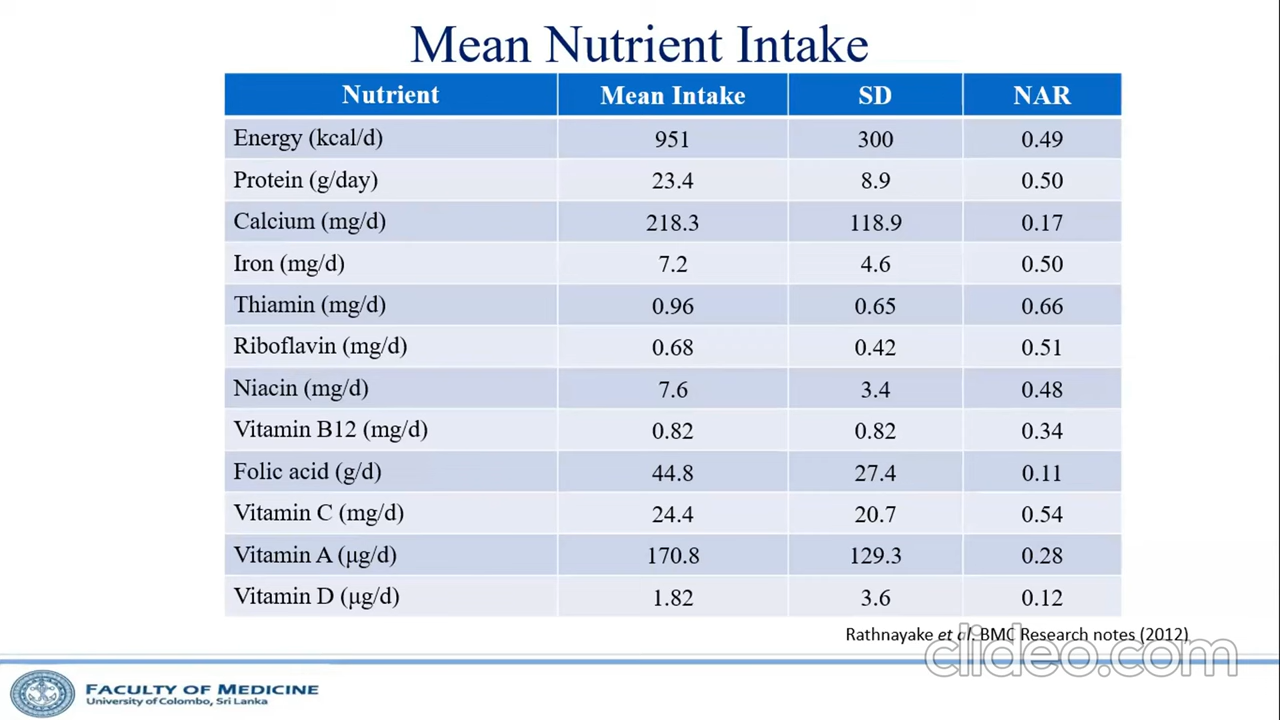 Mean Nutrient Intake
Nutrient Mean Intake SD NAR
Energy (kcal/d) 951 300 0.49
Protein (g/day) 23.4 8.9 0.50
Calcium (mg/d) 218.3 118.9 0.17
Iron (mg/d) 7.2 4.6 0.50
Thiamin (mg/d) 0.96 0.65 0.66
Riboflavin (mg/d) 0.68 0.42 0.51
Niacin (mg/d) 7.6 3.4 0.48
Vitamin B12 (mg/d) 0.82 0.82 0.34
Folic acid (g/d) 44.8 27.4 0.11
Vitamin C (mg/d) 24.4 20.7 0.54
Vitamin A (μg/d) 170.8 129.3 0.28
Vitamin D (μg/d) 1.82 3.6 0.12
Rathnayake et al. BMC Research notes (2012)
clideo.com
FACULTY OF MEDICINE
University of Colombo, Sri Lanka